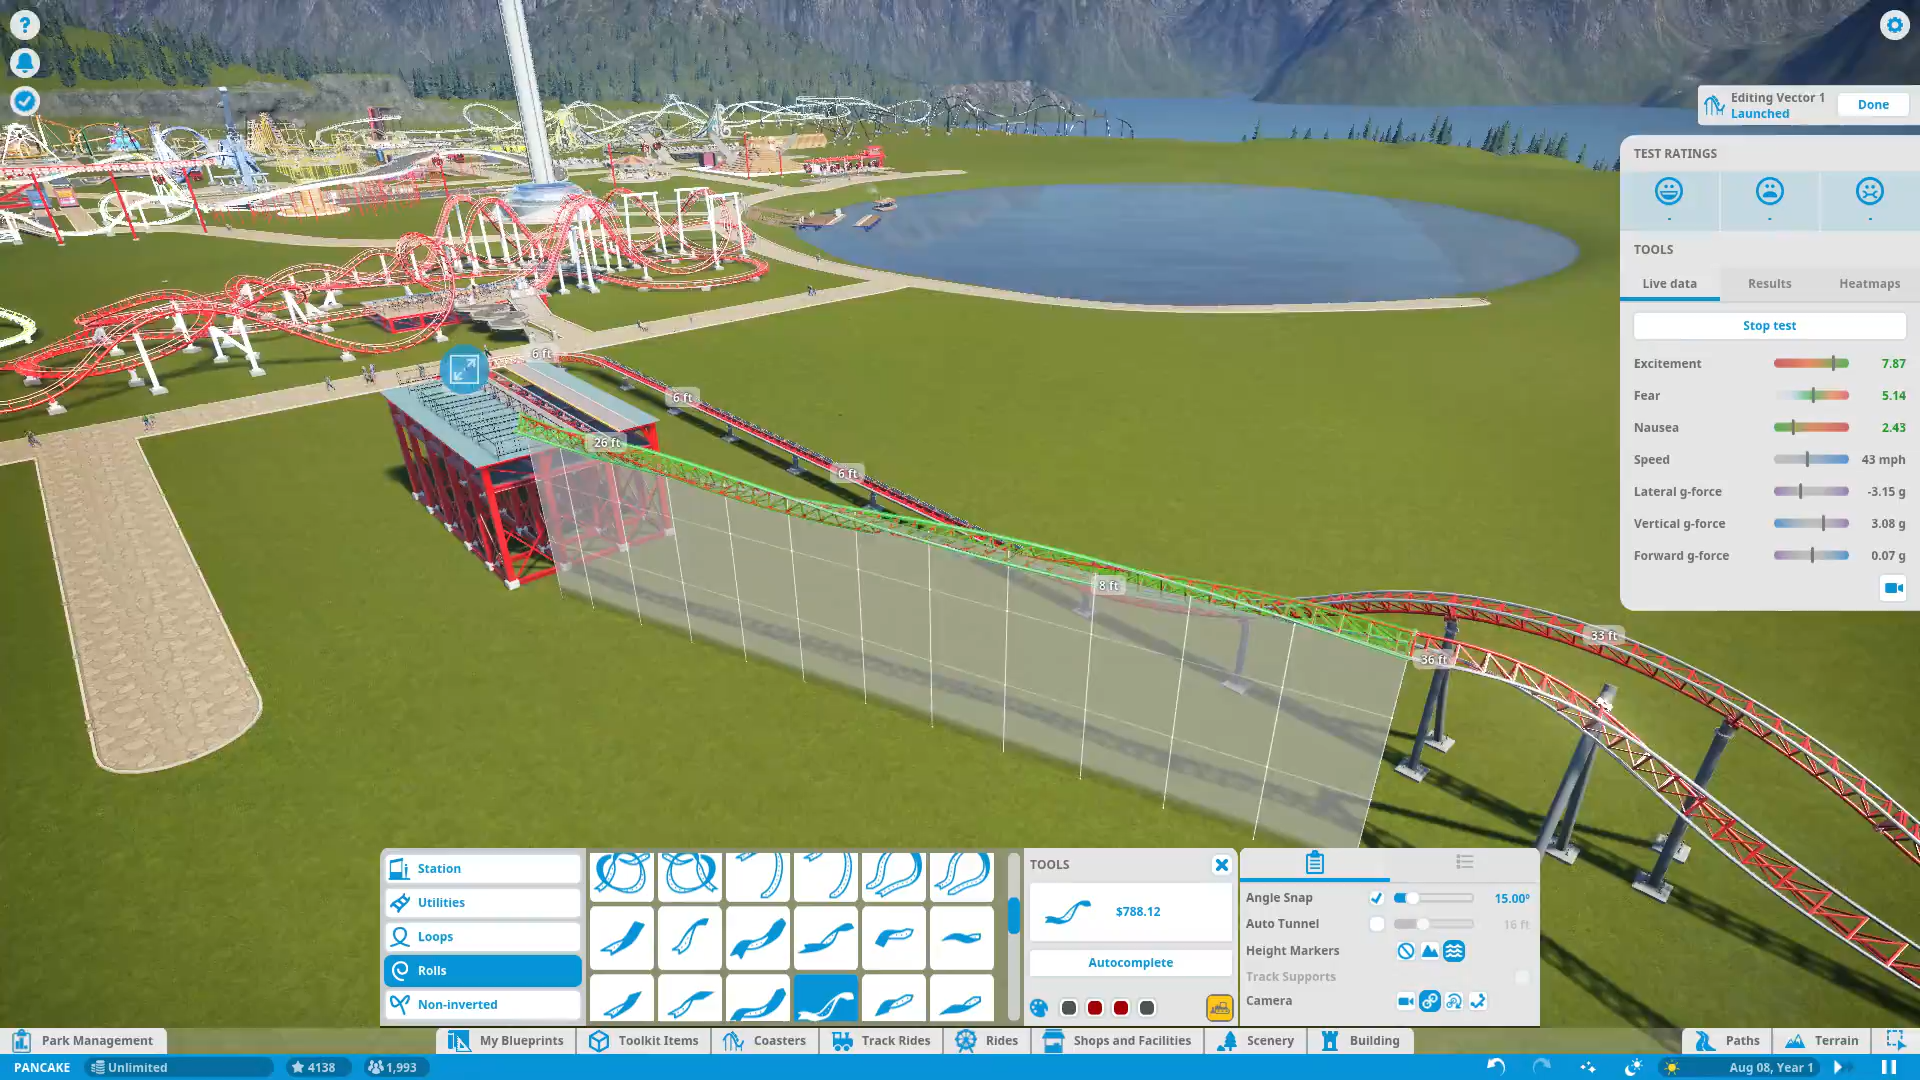 ?
Editing Vector 1
Launched
Done
TEST RATINGS
-
-
-
TOOLS
Live data
Results
Heatmaps
Stop test
Excitement
7.87
Fear
5.14
Nausea
2.43
Speed
43 mph
Lateral g-force
-3.15 g
Vertical g-force
3.08 g
Forward g-force
0.07 g
6 ft
6 ft
26 ft
6 ft
8 ft
33 ft
36 ft
Station
Utilities
Loops
Rolls
Non-inverted
TOOLS
$788.12
Autocomplete
Angle Snap
15.00°
Auto Tunnel
16 ft
Height Markers
Track Supports
Camera
Park Management
My Blueprints
Toolkit Items
Coasters
Track Rides
Rides
Shops and Facilities
Scenery
Building
Paths
Terrain
PANCAKE
Unlimited
4138
1,993
Aug 08, Year 1